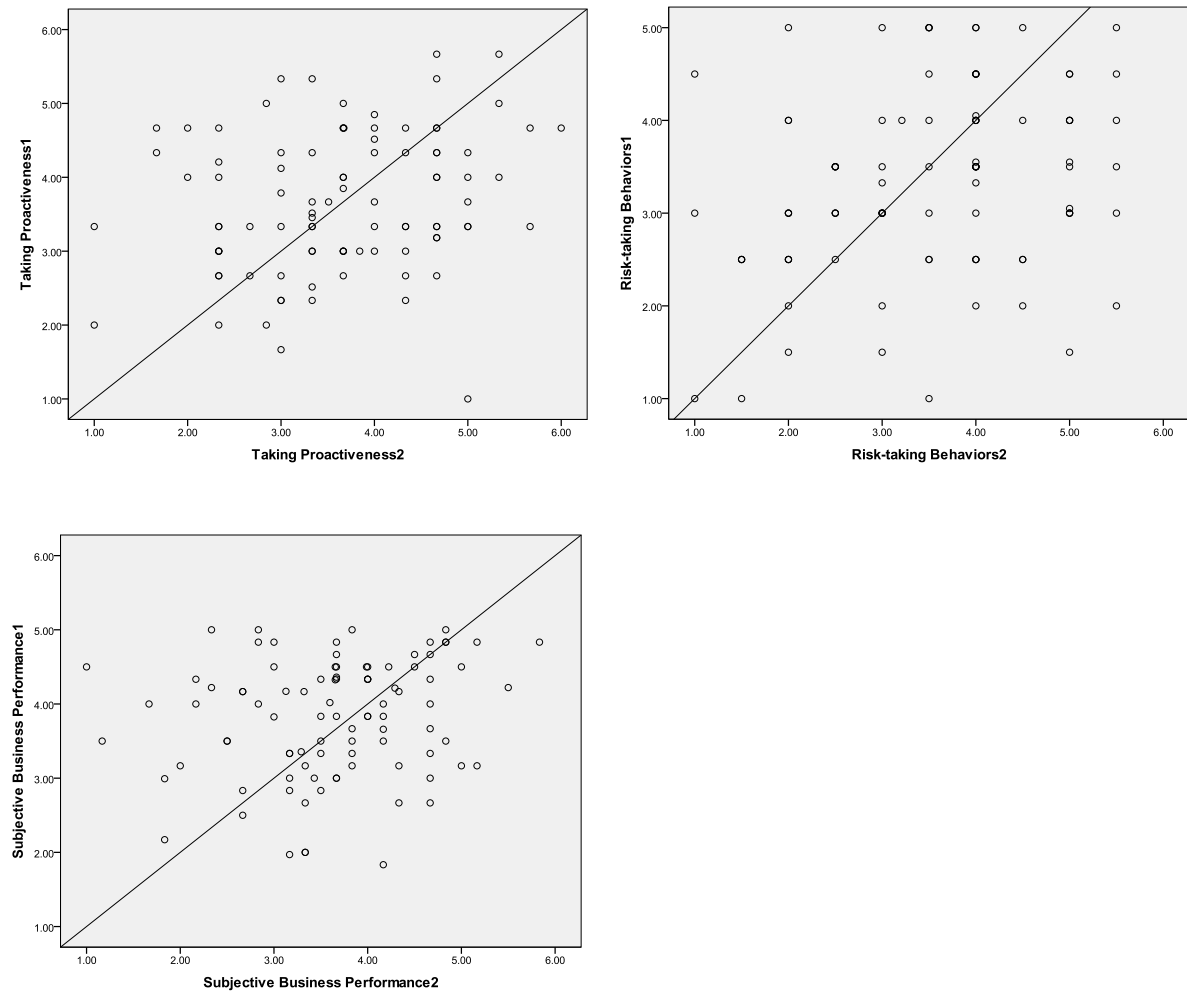 6.00
5.00
4.00
3.00
2.00
1.00
Taking Proactiveness1
1.00 2.00 3.00 4.00 5.00 6.00
Taking Proactiveness2
5.00
4.00
3.00
2.00
1.00
Risk-taking Behaviors1
1.00 2.00 3.00 4.00 5.00 6.00
Risk-taking Behaviors2
6.00
5.00
4.00
3.00
2.00
1.00
Subjective Business Performance1
1.00 2.00 3.00 4.00 5.00 6.00
Subjective Business Performance2